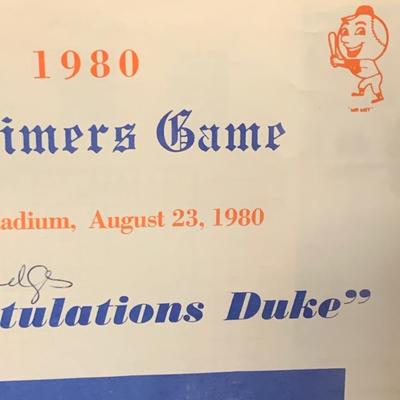 1980
"MR MET"
imers Game
adium, August 23, 1980
tulations Duke”